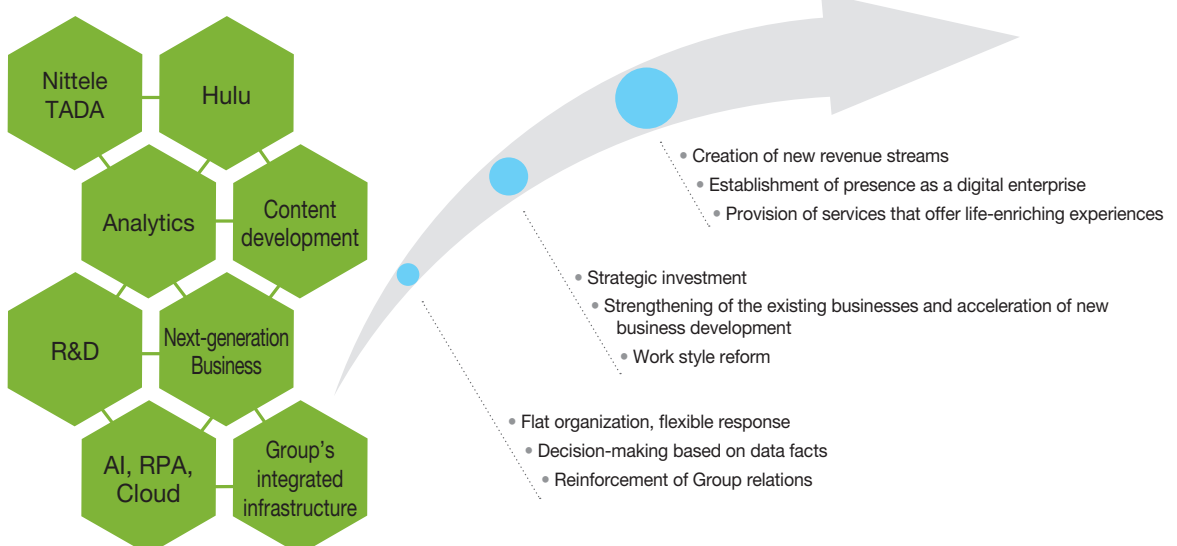 Nittele
TADA
Hulu
Analytics
Content
development
R&D
Next-generation
Business
AI, RPA,
Cloud
Group's
integrated
infrastructure
• Creation of new revenue streams
• Establishment of presence as a digital enterprise
• Provision of services that offer life-enriching experiences
• Strategic investment
• Strengthening of the existing businesses and acceleration of new
business development
• Work style reform
• Flat organization, flexible response
• Decision-making based on data facts
• Reinforcement of Group relations